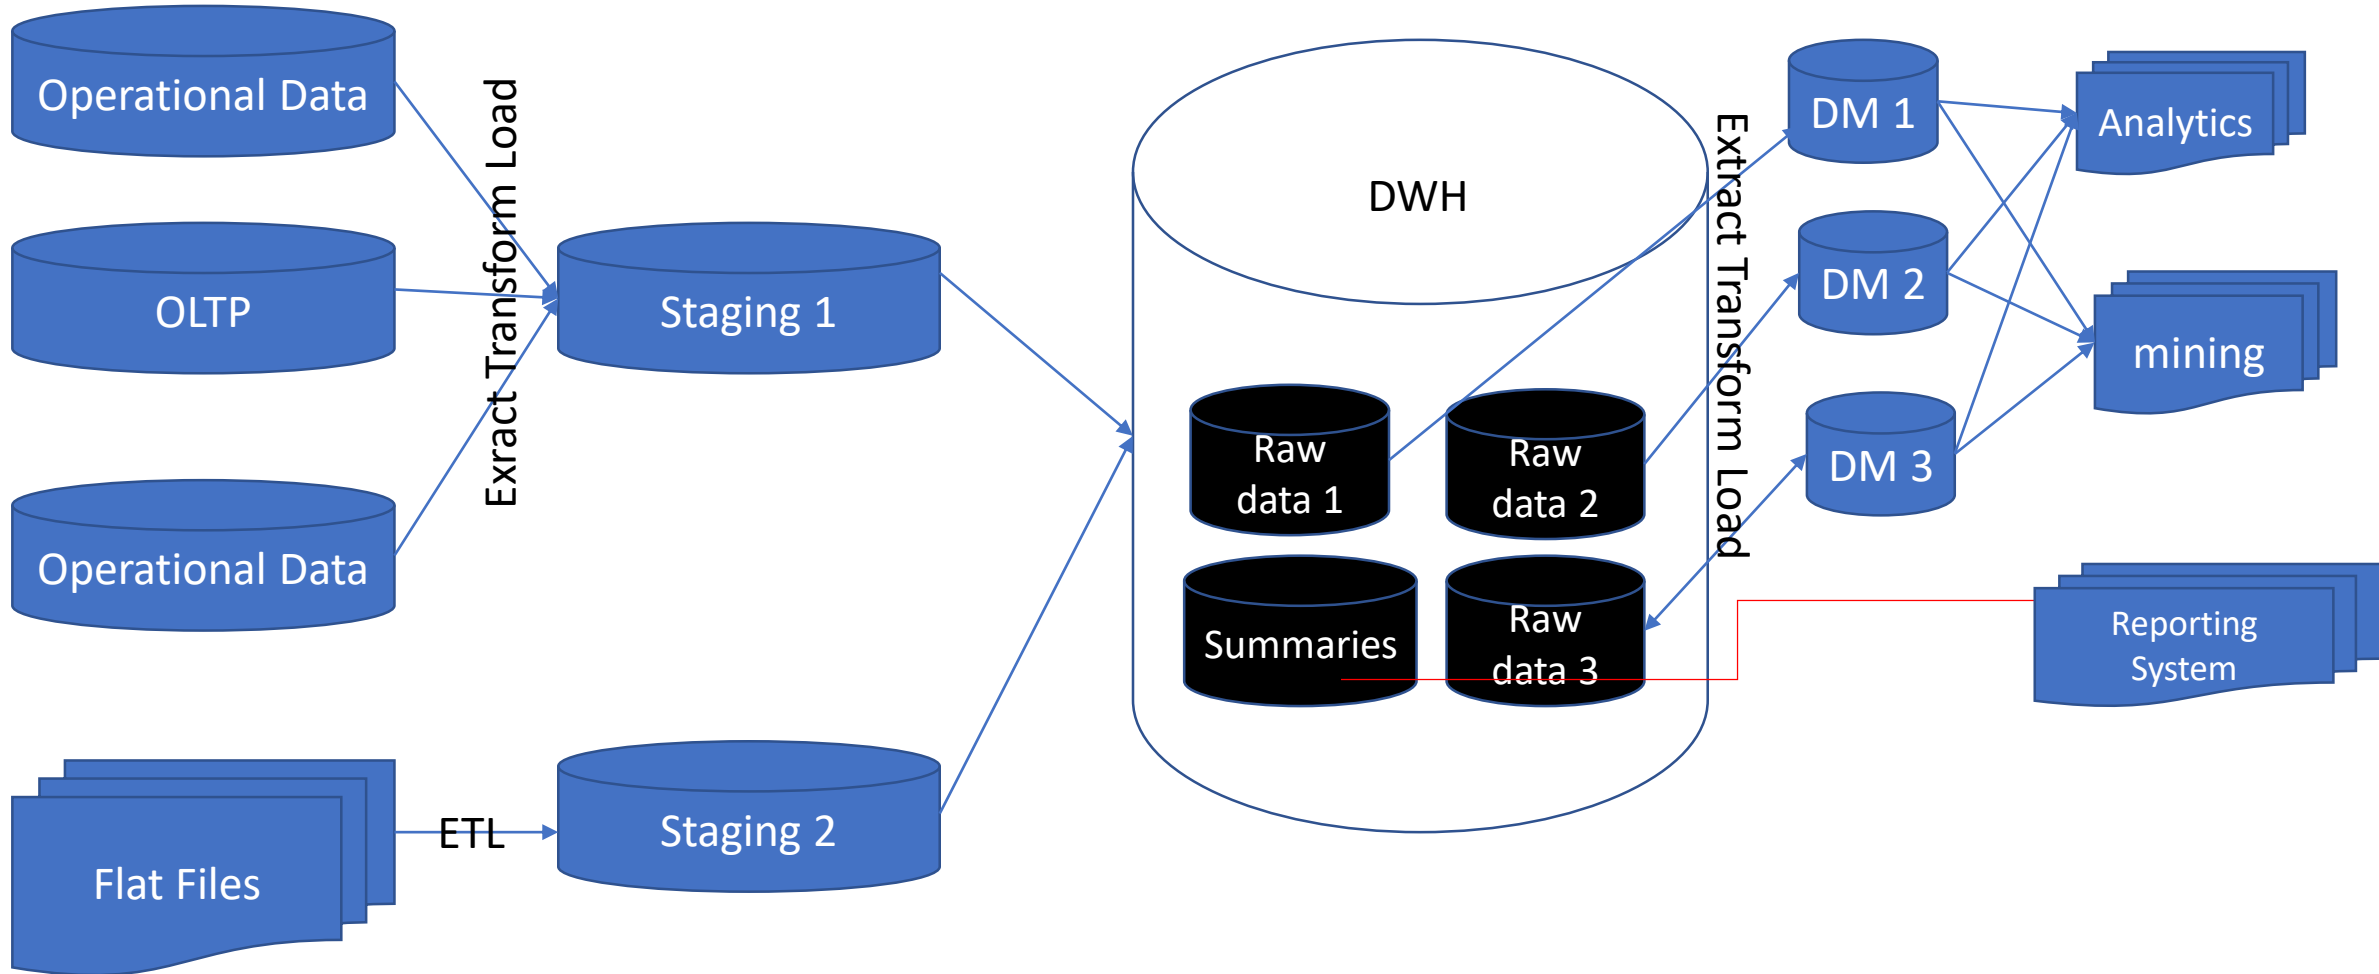 Operational Data
OLTP
Operational Data
Flat Files
Exract Transform Load
ETL
Staging 1
Staging 2
DWH
Raw
data 1
Raw
data 2
Summaries
Raw
data 3
Extract Transform Load
DM 1
DM 2
DM 3
Analytics
mining
Reporting
System